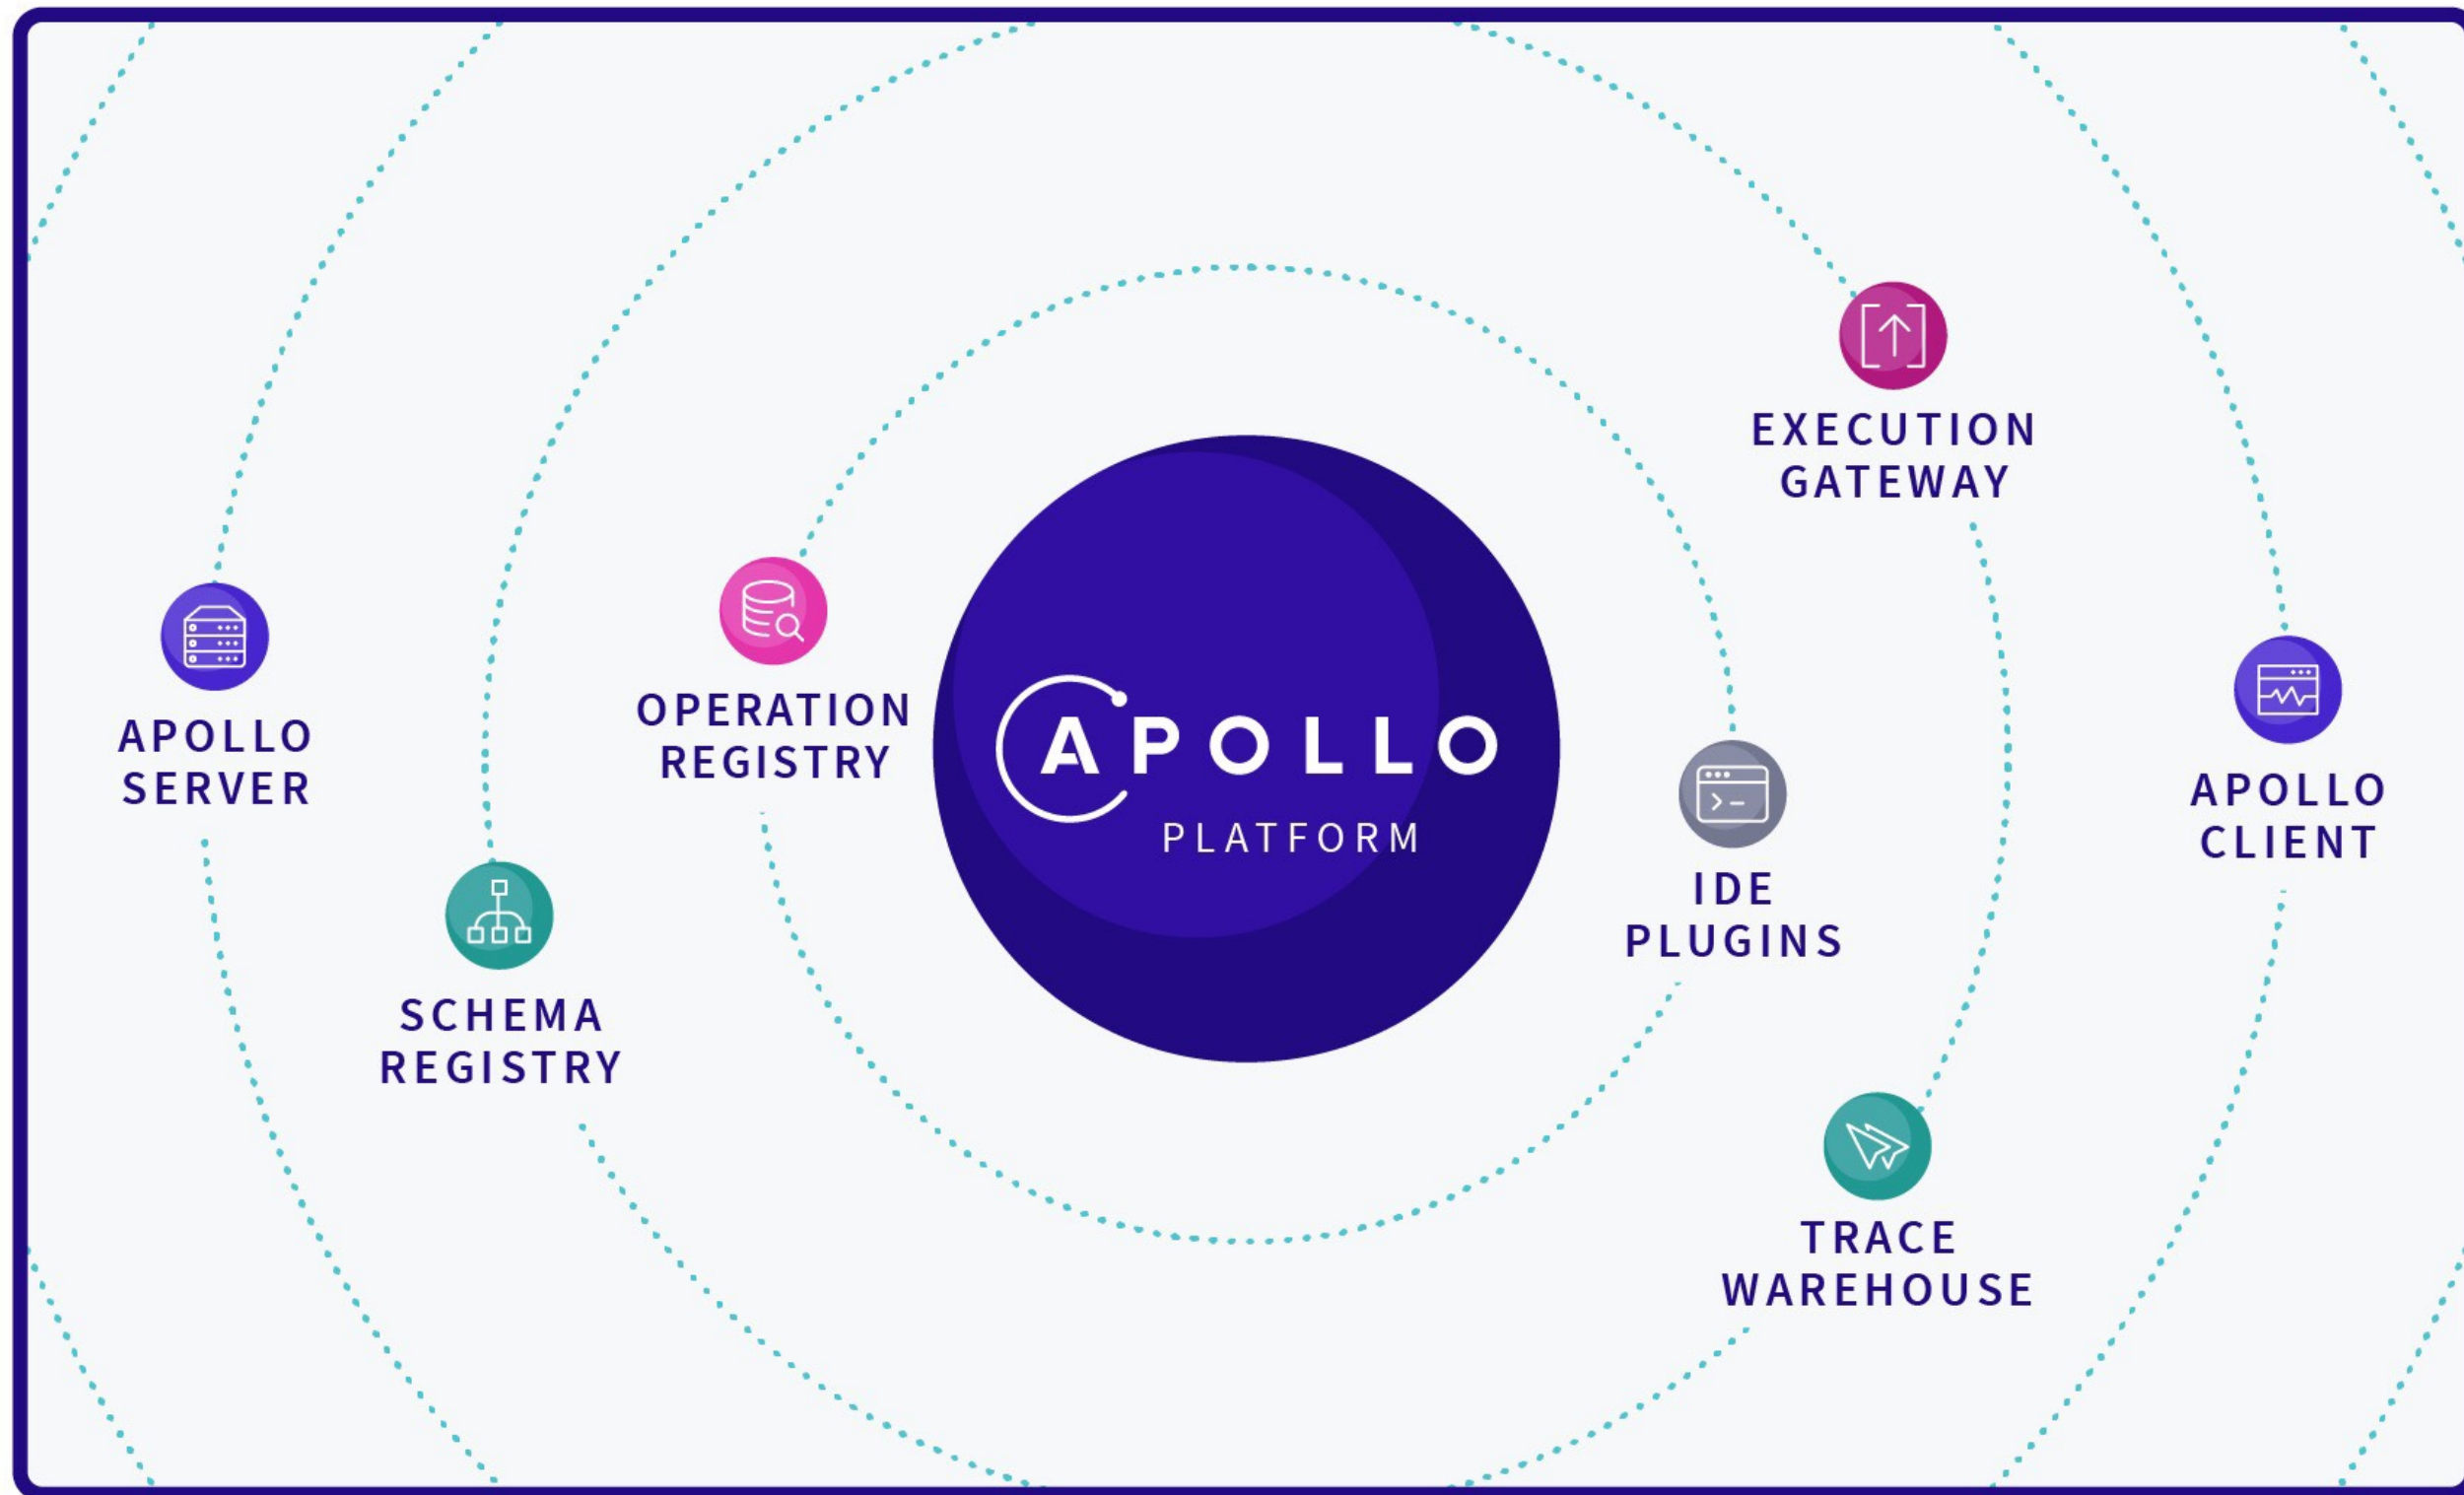 EXECUTION
GATEWAY
APOLLO
SERVER
OPERATION
REGISTRY
APOLLO
PLATFORM
IDE
PLUGINS
APOLLO
CLIENT
SCHEMA
REGISTRY
TRACE
WAREHOUSE